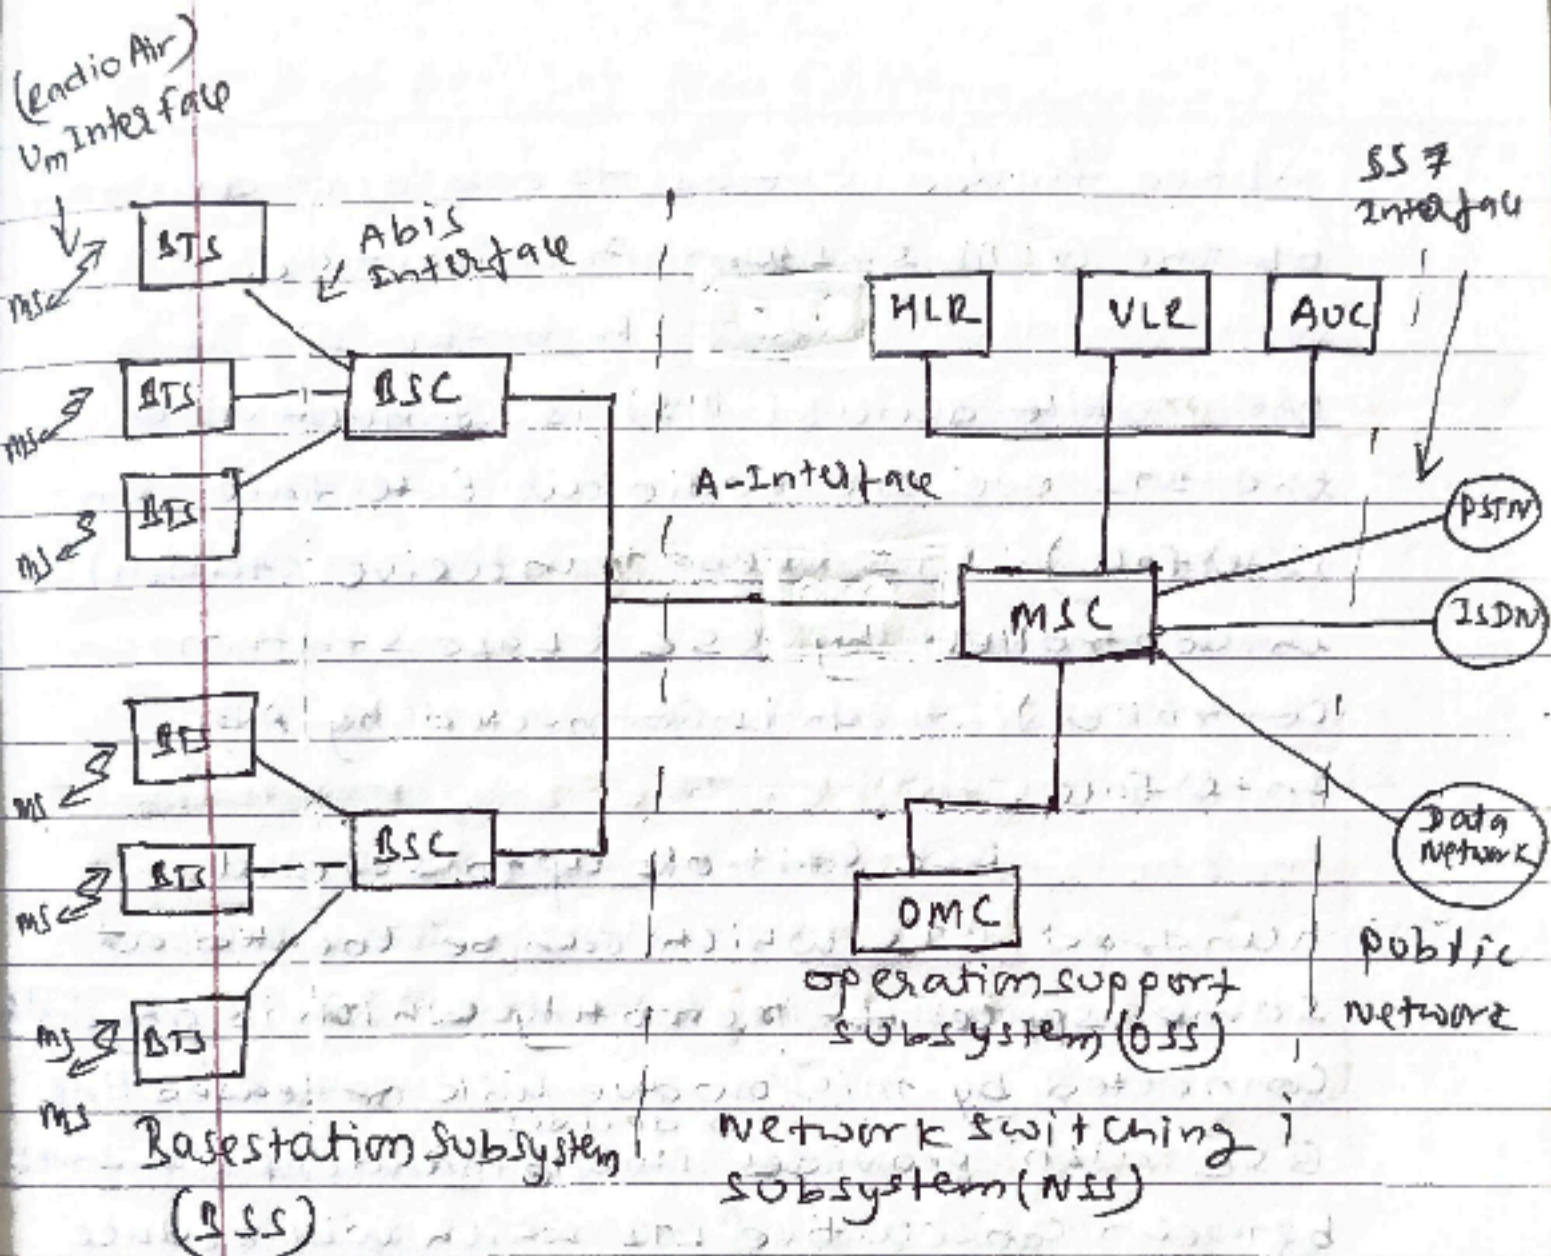 (radio Air)
Um Interface
SS7
Interface
BTS
Abis
Interface
MS
HLR
VLR
AUC
BTS
BSC
MS
A-Interface
BTS
PSTN
MS
MSC
ISDN
BTS
MS
BSC
Data
Network
BTS
MS
OMC
public
Network
operation support
subsystem (OSS)
MS
BTS
MS
Basestation Subsystem
(BSS)
Network switching
subsystem (NSS)